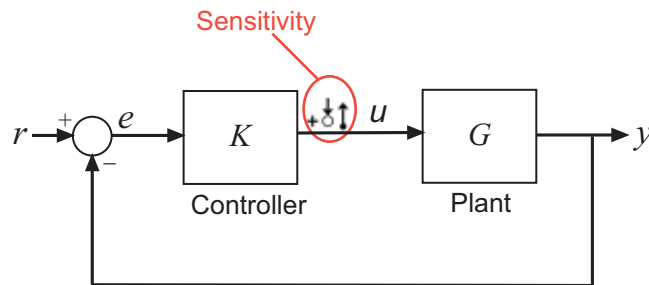 Sensitivity
r
+
−
e
K
Controller
+
u
G
Plant
y